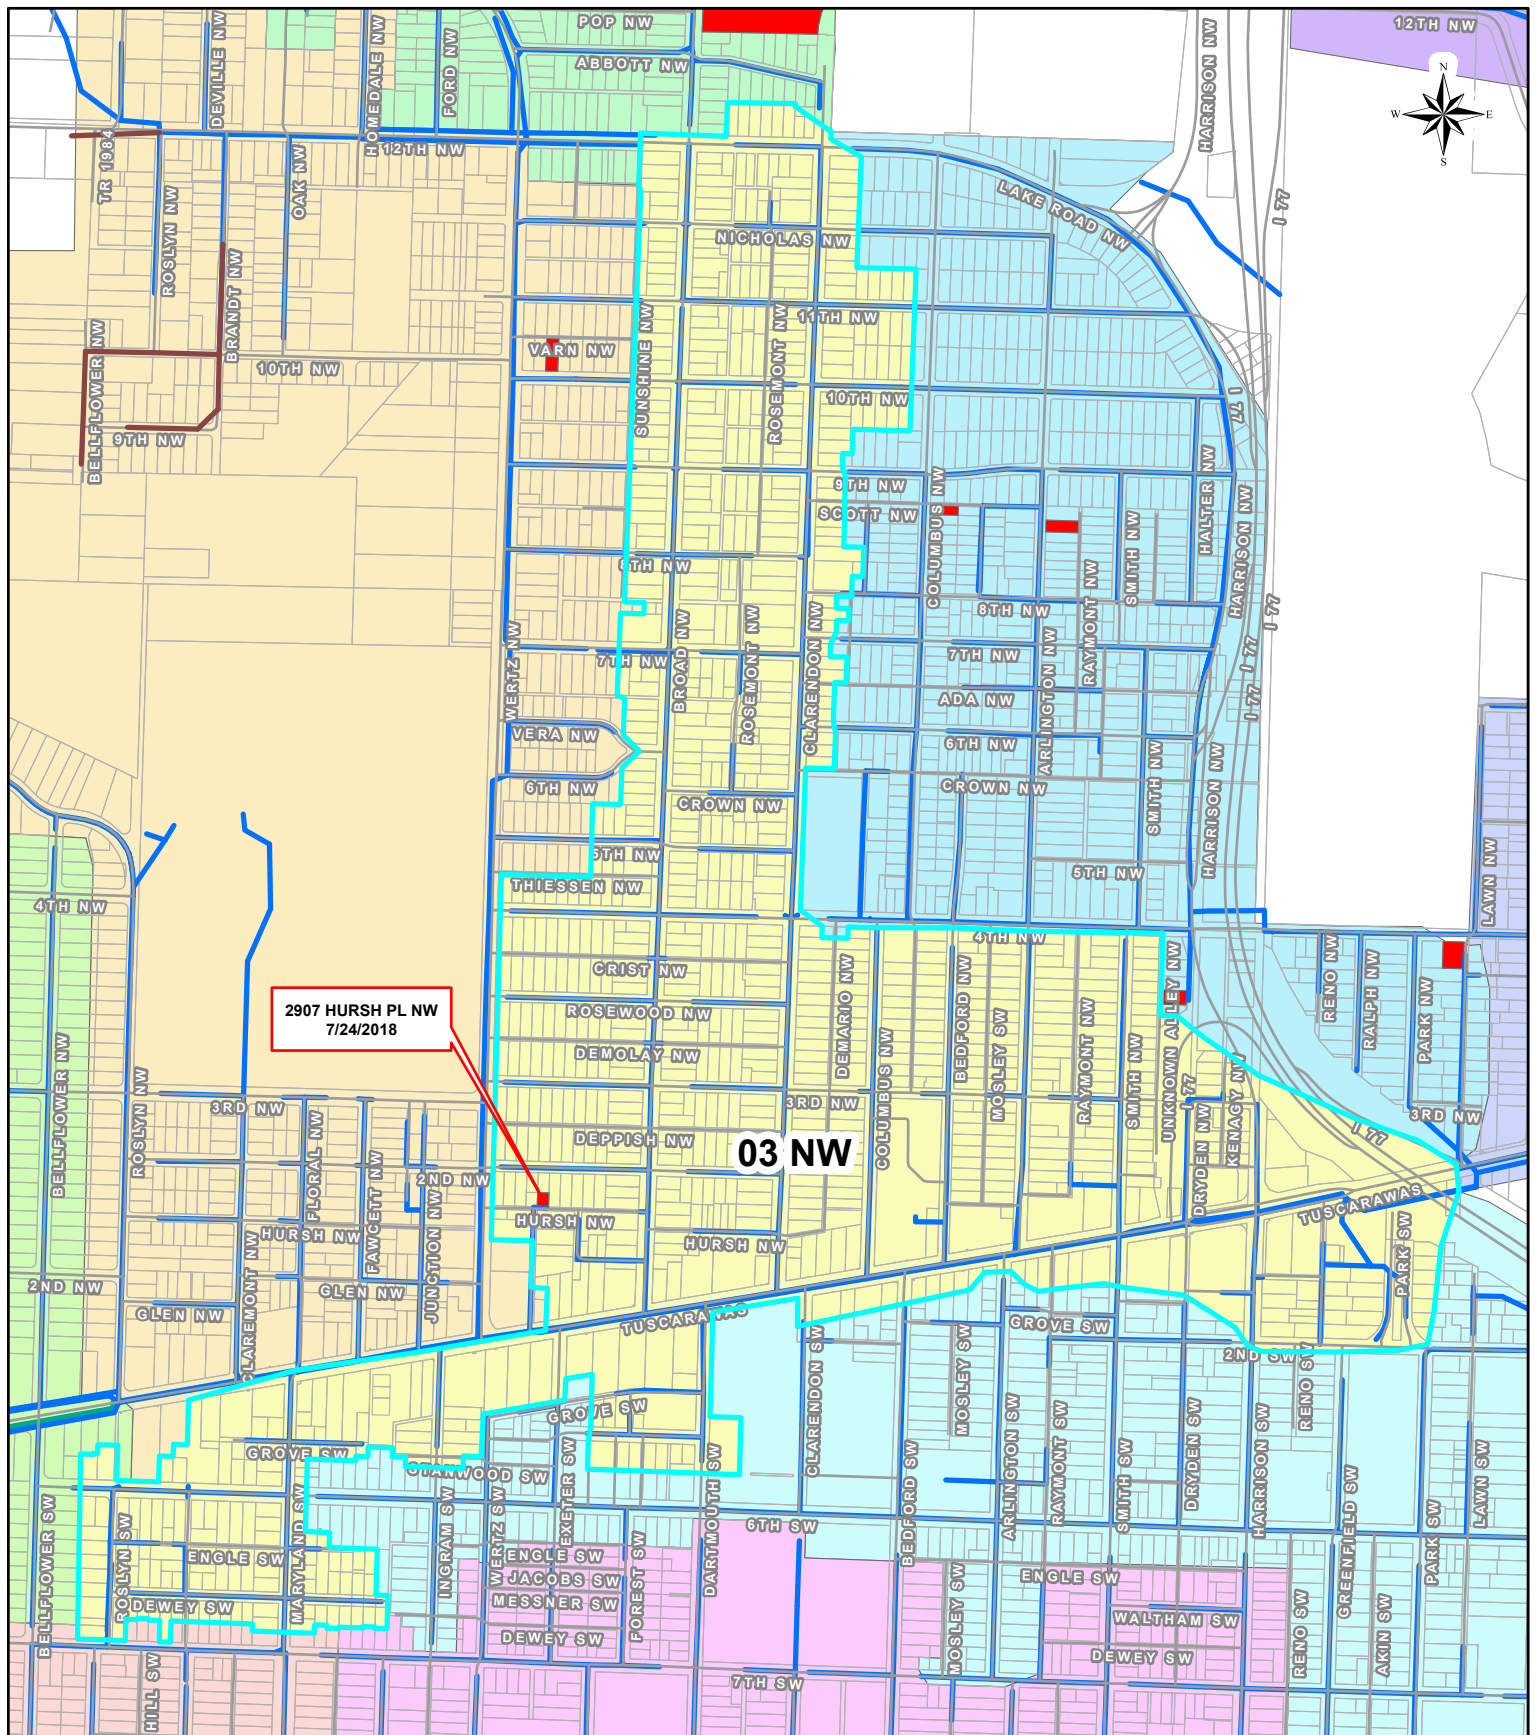 POP NW
12TH NW
ABBOTT NW
DEVILLE NW
HOMEDALE NW
FORD NW
HARRISON NW
N
W
E
S
TR 1984
12TH NW
OAK NW
ROSLYN NW
LAKE ROAD NW
I 77
NICHOLAS NW
BRANDT NW
11TH NW
BELLFLOWER NW
VARN NW
SUNSHINE NW
ROSEMONT NW
10TH NW
10TH NW
I 77
9TH NW
9TH NW
COLUMBUS NW
SCOTT NW
HALTER NW
HARRISON NW
SMITH NW
8TH NW
RAYMONT NW
8TH NW
I 77
CLARENDON NW
ROSEMONT NW
BROAD NW
WERTZ NW
7TH NW
7TH NW
ARLINGTON NW
I 77
ADA NW
I 77
VERA NW
6TH NW
6TH NW
CROWN NW
CROWN NW
SMITH NW
HARRISON NW
5TH NW
THIESSEN NW
5TH NW
LAWN NW
4TH NW
4TH NW
CRIST NW
DEMARIO NW
BEDFORD NW
UNKNOWN ALLEY NW
RENO NW
RALPH NW
PARK NW
2907 HURSH PL NW
7/24/2018
ROSEWOOD NW
DEMOLAY NW
MOSLEY SW
RAYMONT NW
SMITH NW
BELLFLOWER NW
ROSLYN NW
3RD NW
3RD NW
COLUMBUS NW
I 77
KENAGY NW
3RD NW
I 77
DEPPISH NW
03 NW
FLORAL NW
FAWCETT NW
2ND NW
DRYDEN NW
TUSCARAWAS
HURSH NW
HURSH NW
HURSH NW
PARK SW
2ND NW
GLEN NW
JUNCTION NW
GLEN NW
CLAREMONT NW
TUSCARAWAS
GROVE SW
2ND SW
CLARENDON SW
MOSLEY SW
ARLINGTON SW
RAYMONT SW
DRYDEN SW
RENO SW
GROVE SW
GROVE SW
STANWOOD SW
EXETER SW
DARTMOUTH SW
BEDFORD SW
SMITH SW
HARRISON SW
GREENFIELD SW
LAWN SW
BELLFLOWER SW
ROSLYN SW
MARYLAND SW
INGRAM SW
WERTZ SW
6TH SW
PARK SW
ENGLE SW
ENGLE SW
JACOBS SW
MESSNER SW
DEWEY SW
DEWEY SW
FOREST SW
MOSLEY SW
ENGLE SW
WALTHAM SW
DEWEY SW
RENO SW
AKIN SW
HILL SW
7TH SW